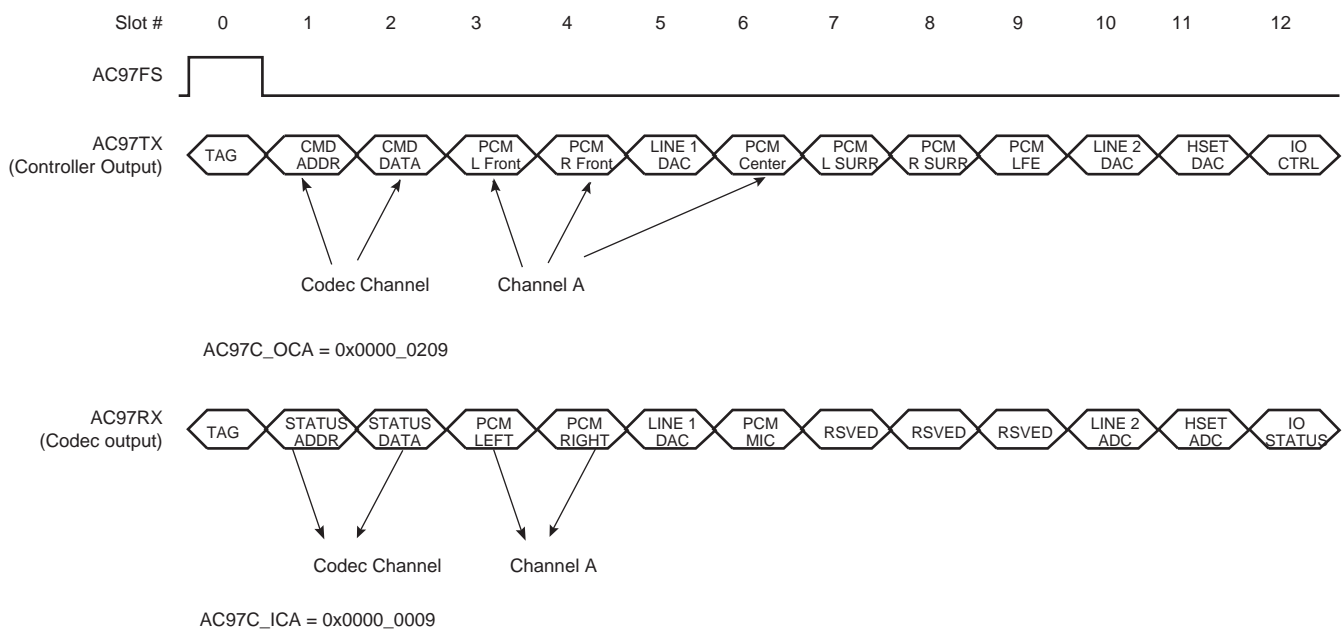 Slot # 0 1 2 3 4 5 6 7 8 9 10 11 12
AC97FS
AC97TX
(Controller Output)
TAG
CMD
ADDR
CMD
DATA
PCM
L Front
PCM
R Front
LINE 1
DAC
PCM
Center
PCM
L SURR
PCM
R SURR
PCM
LFE
LINE 2
DAC
HSET
DAC
IO
CTRL
Codec Channel
Channel A
AC97C_OCA = 0x0000_0209
AC97RX
(Codec output)
TAG
STATUS
ADDR
STATUS
DATA
PCM
LEFT
PCM
RIGHT
LINE 1
DAC
PCM
MIC
RSVED
RSVED
RSVED
LINE 2
ADC
HSET
ADC
IO
STATUS
Codec Channel
Channel A
AC97C_ICA = 0x0000_0009